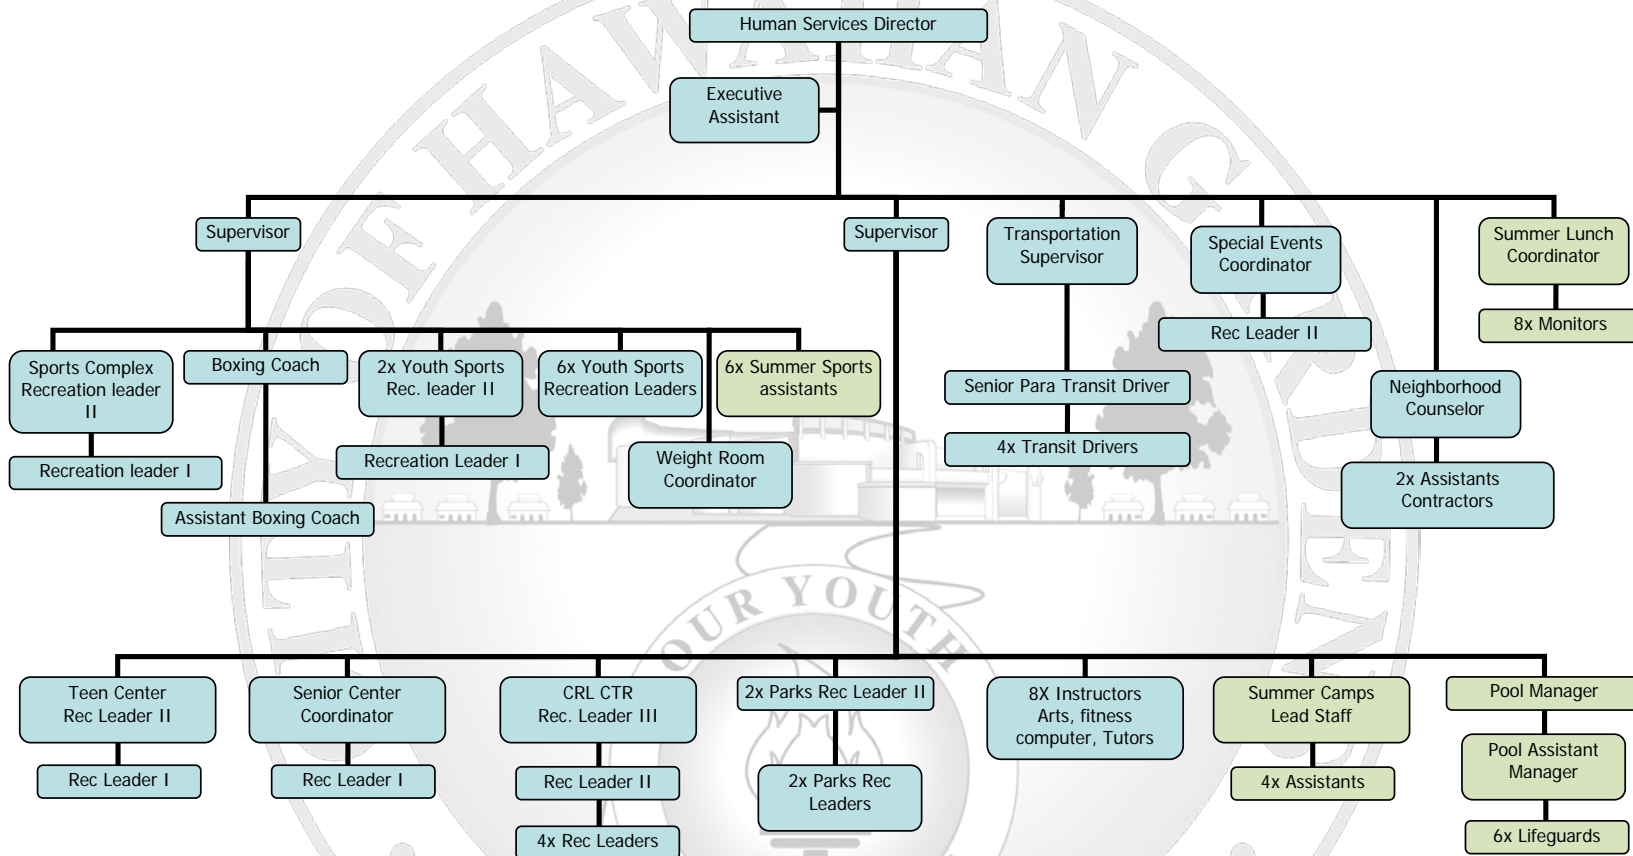 Human Services Director
Executive
Assistant
Supervisor
Supervisor
Transportation
Supervisor
Special Events
Coordinator
Summer Lunch
Coordinator
8x Monitors
Rec Leader II
Sports Complex
Recreation leader
II
Boxing Coach
2x Youth Sports
Rec. leader II
6x Youth Sports
Recreation Leaders
6x Summer Sports
assistants
Senior Para Transit Driver
Neighborhood
Counselor
Recreation leader I
Recreation Leader I
Weight Room
Coordinator
4x Transit Drivers
2x Assistants
Contractors
Assistant Boxing Coach
Teen Center
Rec Leader II
Senior Center
Coordinator
CRL CTR
Rec. Leader III
2x Parks Rec Leader II
8X Instructors
Arts, fitness
computer, Tutors
Summer Camps
Lead Staff
Pool Manager
Rec Leader I
Rec Leader I
Rec Leader II
2x Parks Rec
Leaders
4x Assistants
Pool Assistant
Manager
4x Rec Leaders
6x Lifeguards
CITY OF HAWAIIAN GARDENS
OUR YOUTH